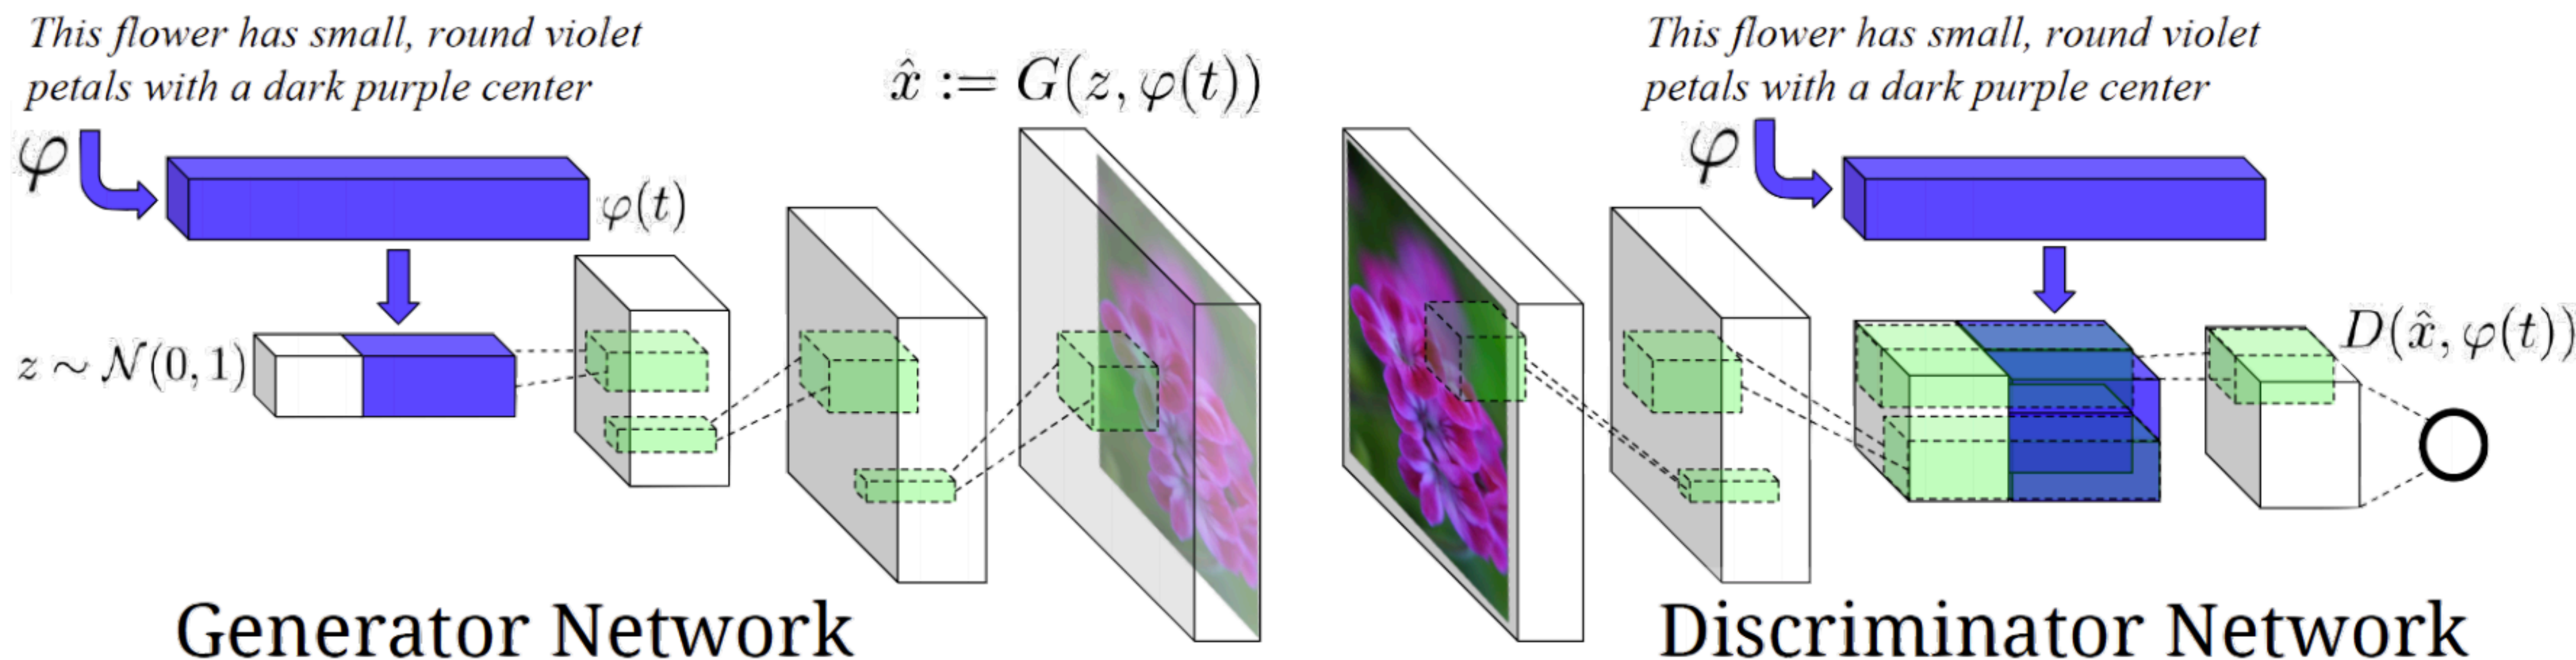 This flower has small, round violet
petals with a dark purple center
φ
φ(t)
z ∼ 𝒩(0, 1)
x̂ := G(z, φ(t))
Generator Network
This flower has small, round violet
petals with a dark purple center
φ
D(x̂, φ(t))
Discriminator Network